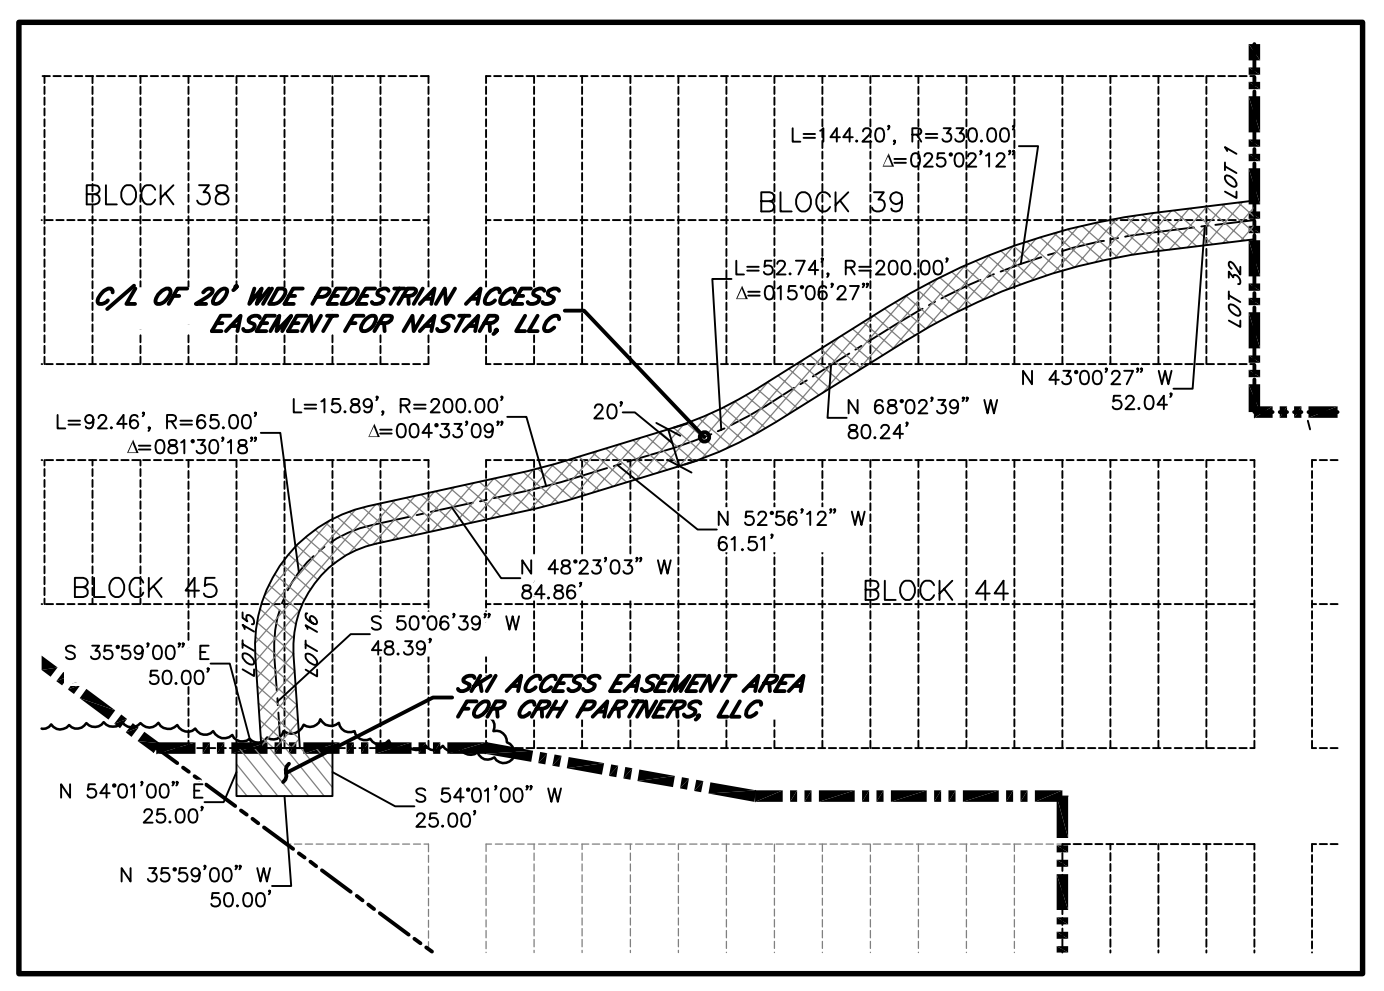 L=144.20', R=330.00'
Δ=025°02'12"
LOT 1
BLOCK 38
BLOCK 39
L=52.74', R=200.00'
Δ=015°06'27"
LOT 32
C/L OF 20' WIDE PEDESTRIAN ACCESS
EASEMENT FOR NASTAR, LLC
N 43°00'27" W
52.04'
L=92.46', R=65.00'
Δ=081°30'18"
L=15.89', R=200.00'
Δ=004°33'09"
20'
N 68°02'39" W
80.24'
N 52°56'12" W
61.51'
N 48°23'03" W
84.86'
BLOCK 45
BLOCK 44
LOT 15
LOT 16
S 50°06'39" W
48.39'
S 35°59'00" E
50.00'
SKI ACCESS EASEMENT AREA
FOR CRH PARTNERS, LLC
N 54°01'00" E
25.00'
S 54°01'00" W
25.00'
N 35°59'00" W
50.00'